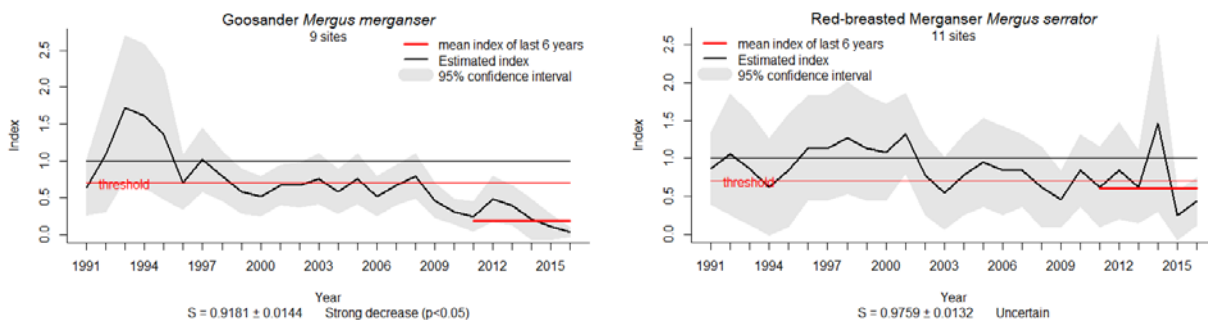 Goosander Mergus merganser
9 sites
mean index of last 6 years
Estimated index
95% confidence interval
threshold
Index
2.5
2.0
1.5
1.0
0.5
0.0
1991 1994 1997 2000 2003 2006 2009 2012 2015
Year
S = 0.9181 ± 0.0144 Strong decrease (p<0.05)
Red-breasted Merganser Mergus serrator
11 sites
mean index of last 6 years
Estimated index
95% confidence interval
threshold
Index
2.5
2.0
1.5
1.0
0.5
0.0
1991 1994 1997 2000 2003 2006 2009 2012 2015
Year
S = 0.9759 ± 0.0132 Uncertain